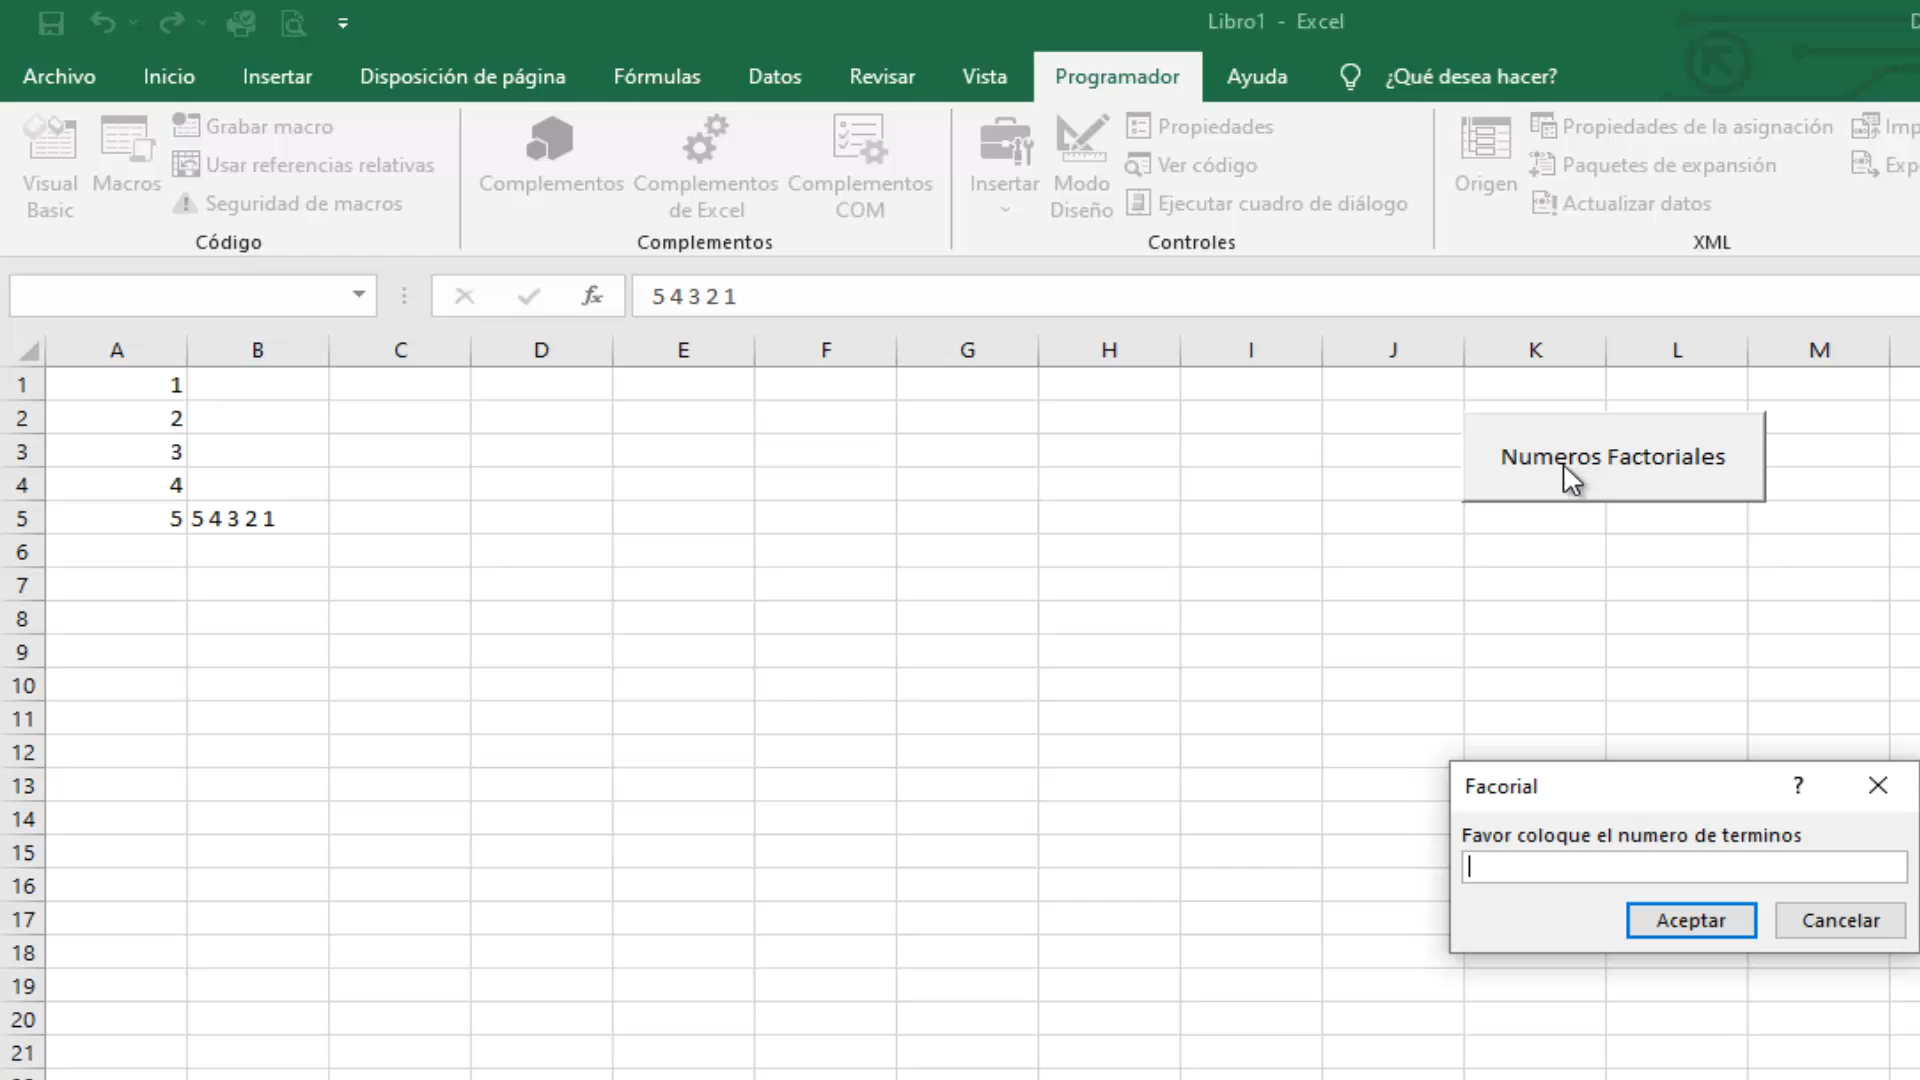 Libro1 - Excel
Archivo Inicio Insertar Disposición de página Fórmulas Datos Revisar Vista Programador Ayuda ¿Qué desea hacer?
Visual Basic
Macros
Grabar macro
Usar referencias relativas
Seguridad de macros
Código
Complementos
Complementos de Excel
Complementos COM
Complementos
Insertar
Modo Diseño
Propiedades
Ver código
Ejecutar cuadro de diálogo
Controles
Origen
Propiedades de la asignación
Paquetes de expansión
Actualizar datos
XML
fx 5 4 3 2 1
A B C D E F G H I J K L M
1 1
2 2
3 3
4 4
5 5 5 4 3 2 1
6
7
8
9
10
11
12
13
14
15
16
17
18
19
20
21
Numeros Factoriales
Facorial ?
Favor coloque el numero de terminos
Aceptar Cancelar